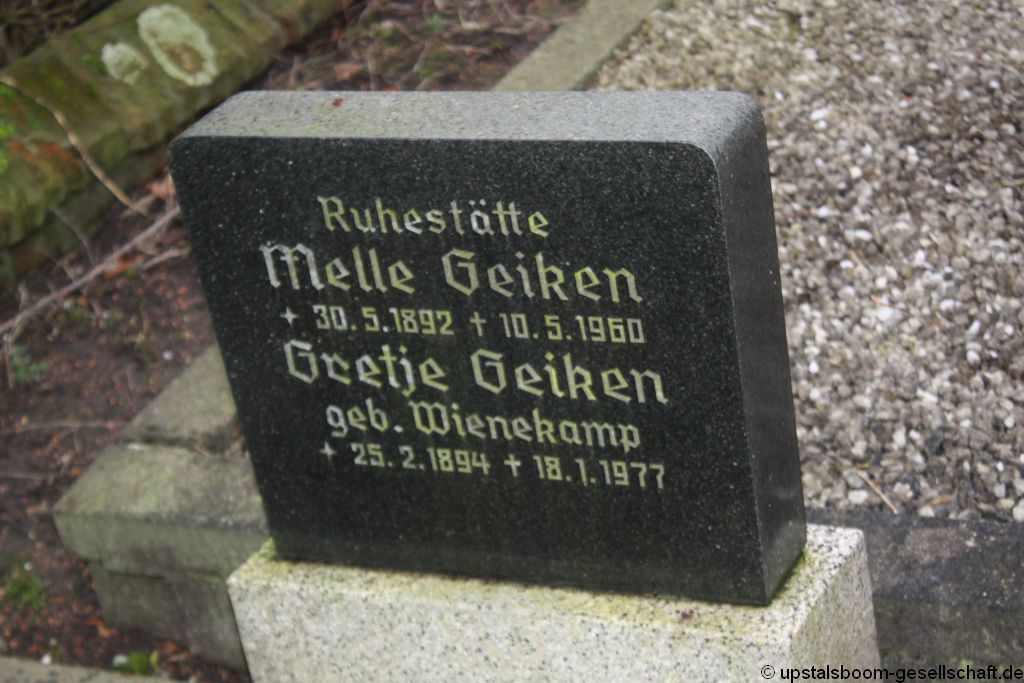 Ruhestätte
Melle Geiken
+ 30.5.1892 † 10.5.1960
Gretje Geiken
geb. Wienekamp
+ 25.2.1894 † 18.1.1977
© upstalsboom-gesellschaft.de